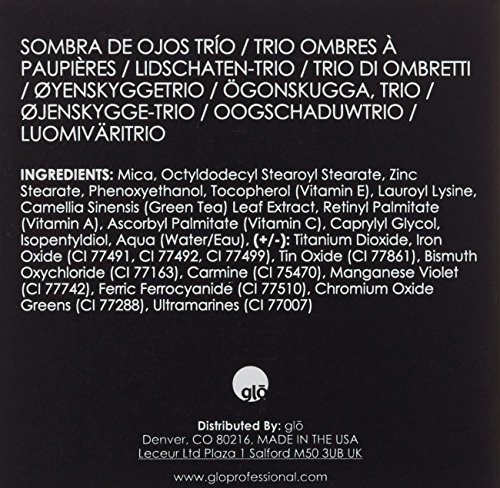 SOMBRA DE OJOS TRÍO / TRIO OMBRES À
PAUPIÈRES / LIDSCHATEN-TRIO / TRIO DI OMBRETTI
/ ØYENSKYGGETRIO / ÖGONSKUGGA, TRIO /
ØJENSKYGGE-TRIO / OOGSCHADUWTRIO /
LUOMIVÄRITRIO
INGREDIENTS: Mica, Octyldodecyl Stearoyl Stearate, Zinc
Stearate, Phenoxyethanol, Tocopherol (Vitamin E), Lauroyl Lysine,
Camellia Sinensis (Green Tea) Leaf Extract, Retinyl Palmitate
(Vitamin A), Ascorbyl Palmitate (Vitamin C), Caprylyl Glycol,
Isopentyldiol, Aqua (Water/Eau), (+/-): Titanium Dioxide, Iron
Oxide (CI 77491, CI 77492, CI 77499), Tin Oxide (CI 77861), Bismuth
Oxychloride (CI 77163), Carmine (CI 75470), Manganese Violet
(CI 77742), Ferric Ferrocyanide (CI 77510), Chromium Oxide
Greens (CI 77288), Ultramarines (CI 77007)
glō
Distributed By: glō
Denver, CO 80216, MADE IN THE USA
Leceur Ltd Plaza 1 Salford M50 3UB UK
www.gloprofessional.com